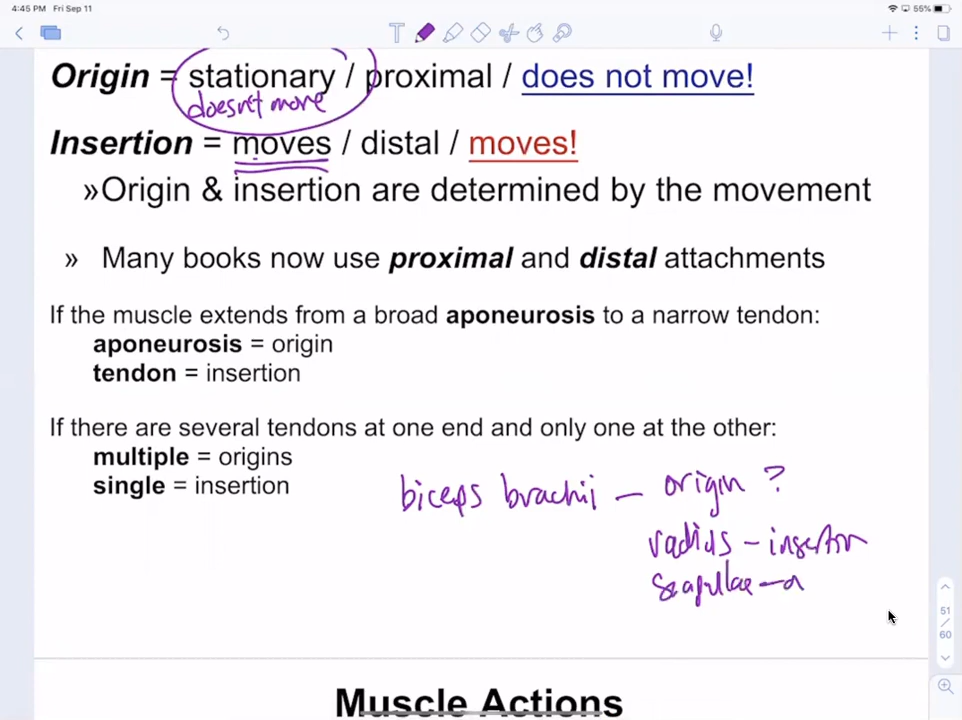 4:45 PM Fri Sep 11
55%
T
Origin = stationary / proximal / does not move!
doesn't move
Insertion = moves / distal / moves!
»Origin & insertion are determined by the movement
» Many books now use proximal and distal attachments
If the muscle extends from a broad aponeurosis to a narrow tendon:
aponeurosis = origin
tendon = insertion
If there are several tendons at one end and only one at the other:
multiple = origins
single = insertion
biceps brachii — origin ?
radius - insertion
scapulae -
51
/
60
Muscle Actions